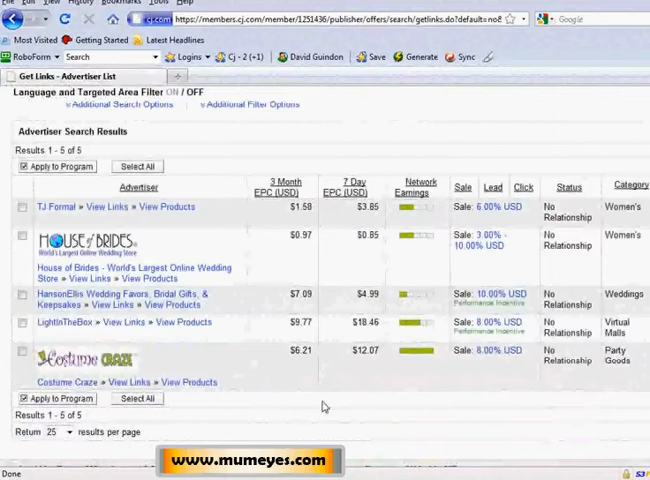 File Edit View History Bookmarks Tools Help
cj.com https://members.cj.com/member/1251436/publisher/offers/search/getlinks.do?default=no& Google
Most Visited Getting Started Latest Headlines
RoboForm Search Logins Cj - 2 (+1) David Guindon Save Generate Sync
Get Links - Advertiser List
Language and Targeted Area Filter ON / OFF
» Additional Search Options » Additional Filter Options
Advertiser Search Results
Results 1 - 5 of 5
Apply to Program Select All
Advertiser 3 Month EPC (USD) 7 Day EPC (USD) Network Earnings Sale Lead Click Status Category
TJ Formal » View Links » View Products $1.58 $3.85 Sale: 6.00% USD No Relationship Women's
HOUSE of BRIDES
World's Largest Online Wedding Store
$0.97 $0.85 Sale: 3.00% - 10.00% USD No Relationship Women's
House of Brides - World's Largest Online Wedding
Store » View Links » View Products
HansonEllis Wedding Favors, Bridal Gifts, & $7.09 $4.99 Sale: 10.00% USD No Relationship Weddings
Keepsakes » View Links » View Products Performance Incentive
LightInTheBox » View Links » View Products $9.77 $18.46 Sale: 8.00% USD No Relationship Virtual Malls
Performance Incentive
Costume CRAZE $6.21 $12.07 Sale: 8.00% USD No Relationship Party Goods
Costume Craze » View Links » View Products
Apply to Program Select All
Results 1 - 5 of 5
Return 25 results per page
www.mumeyes.com
Done